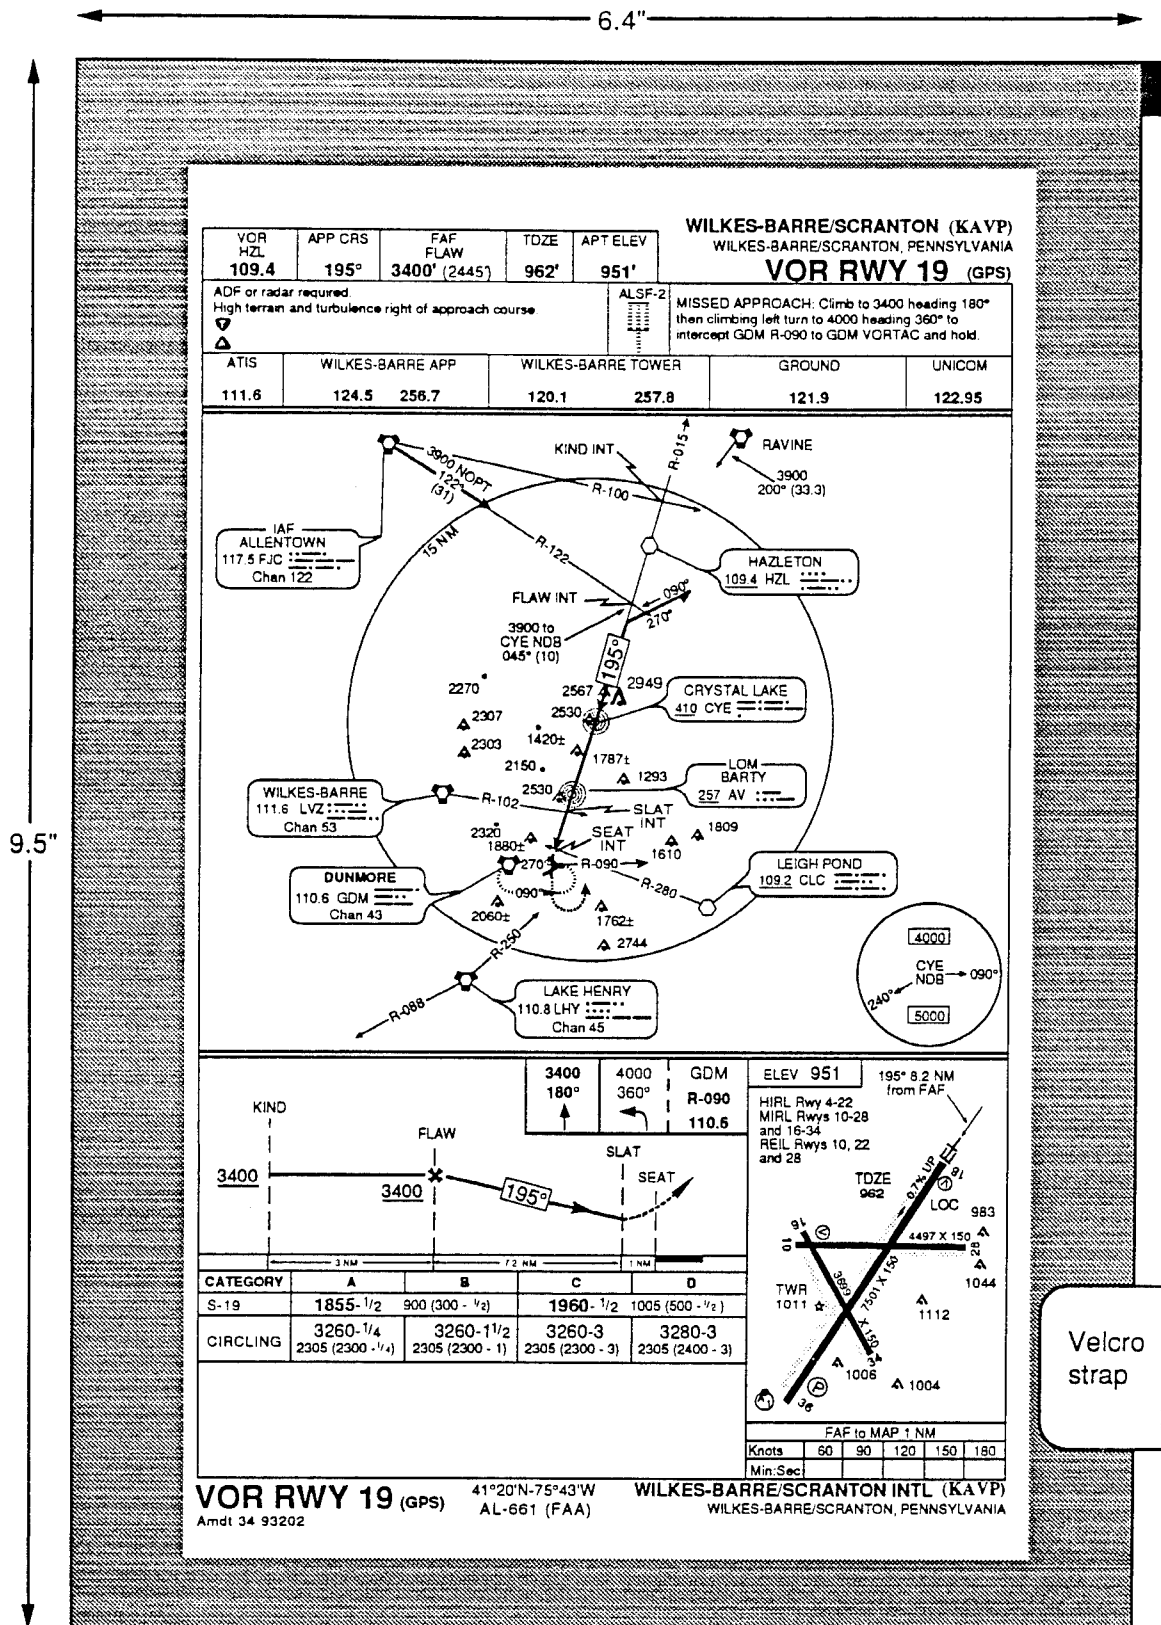 6.4"
9.5"
WILKES-BARRE/SCRANTON (KAVP)
WILKES-BARRE/SCRANTON, PENNSYLVANIA
VOR RWY 19 (GPS)
VOR
HZL
109.4
APP CRS
195°
FAF
FLAW
3400' (2445')
TDZE
962'
APT ELEV
951'
ADF or radar required.
High terrain and turbulence right of approach course.
T
A
ALSF-2
MISSED APPROACH: Climb to 3400 heading 180°
then climbing left turn to 4000 heading 360° to
intercept GDM R-090 to GDM VORTAC and hold.
ATIS
111.6
WILKES-BARRE APP
124.5 256.7
WILKES-BARRE TOWER
120.1 257.8
GROUND
121.9
UNICOM
122.95
KIND INT
R-015
RAVINE
3900
200° (33.3)
3900 NOPT
122°
(31)
R-100
IAF
ALLENTOWN
117.5 FJC
Chan 122
15 NM
R-122
HAZLETON
109.4 HZL
FLAW INT
090°
270°
3900 to
CYE NDB
045° (10)
195°
2270
2567
2949
CRYSTAL LAKE
410 CYE
2307
2530
2303
1420±
1787±
2150
1293
LOM
BARTY
257 AV
WILKES-BARRE
111.6 LVZ
Chan 53
2530
R-102
SLAT
INT
2320
1880±
SEAT
INT
1809
1610
270°
R-090
R-280
LEIGH POND
109.2 CLC
DUNMORE
110.6 GDM
Chan 43
090
2060±
1762±
2744
R-250
R-088
LAKE HENRY
110.8 LHY
Chan 45
4000
CYE
NDB
090°
240°
5000
3400
180°
4000
360°
GDM
R-090
110.5
KIND
FLAW
SLAT
SEAT
3400
3400
195°
3 NM
7.2 NM
1 NM
ELEV 951
195° 8.2 NM
from FAF
HIRL Rwy 4-22
MIRL Rwys 10-28
and 16-34
REIL Rwys 10, 22
and 28
TDZE
962
0.7% UP
18
V
LOC
983
16
V
10
4497 X 150
28
1044
TWR
1011
3699 X 150
7501 X 150
1112
34
1006
1004
P
36
CATEGORY A B C D
S-19 1855-1/2 900 (300 - 1/2) 1960-1/2 1005 (500 - 1/2)
CIRCLING 3260-1/4 3260-11/2 3260-3 3280-3
2305 (2300 - 1/4) 2305 (2300 - 1) 2305 (2300 - 3) 2305 (2400 - 3)
FAF to MAP 1 NM
Knots 60 90 120 150 180
Min:Sec
VOR RWY 19 (GPS)
Amdt 34 93202
41°20'N-75°43'W
AL-661 (FAA)
WILKES-BARRE/SCRANTON INTL (KAVP)
WILKES-BARRE/SCRANTON, PENNSYLVANIA
Velcro
strap